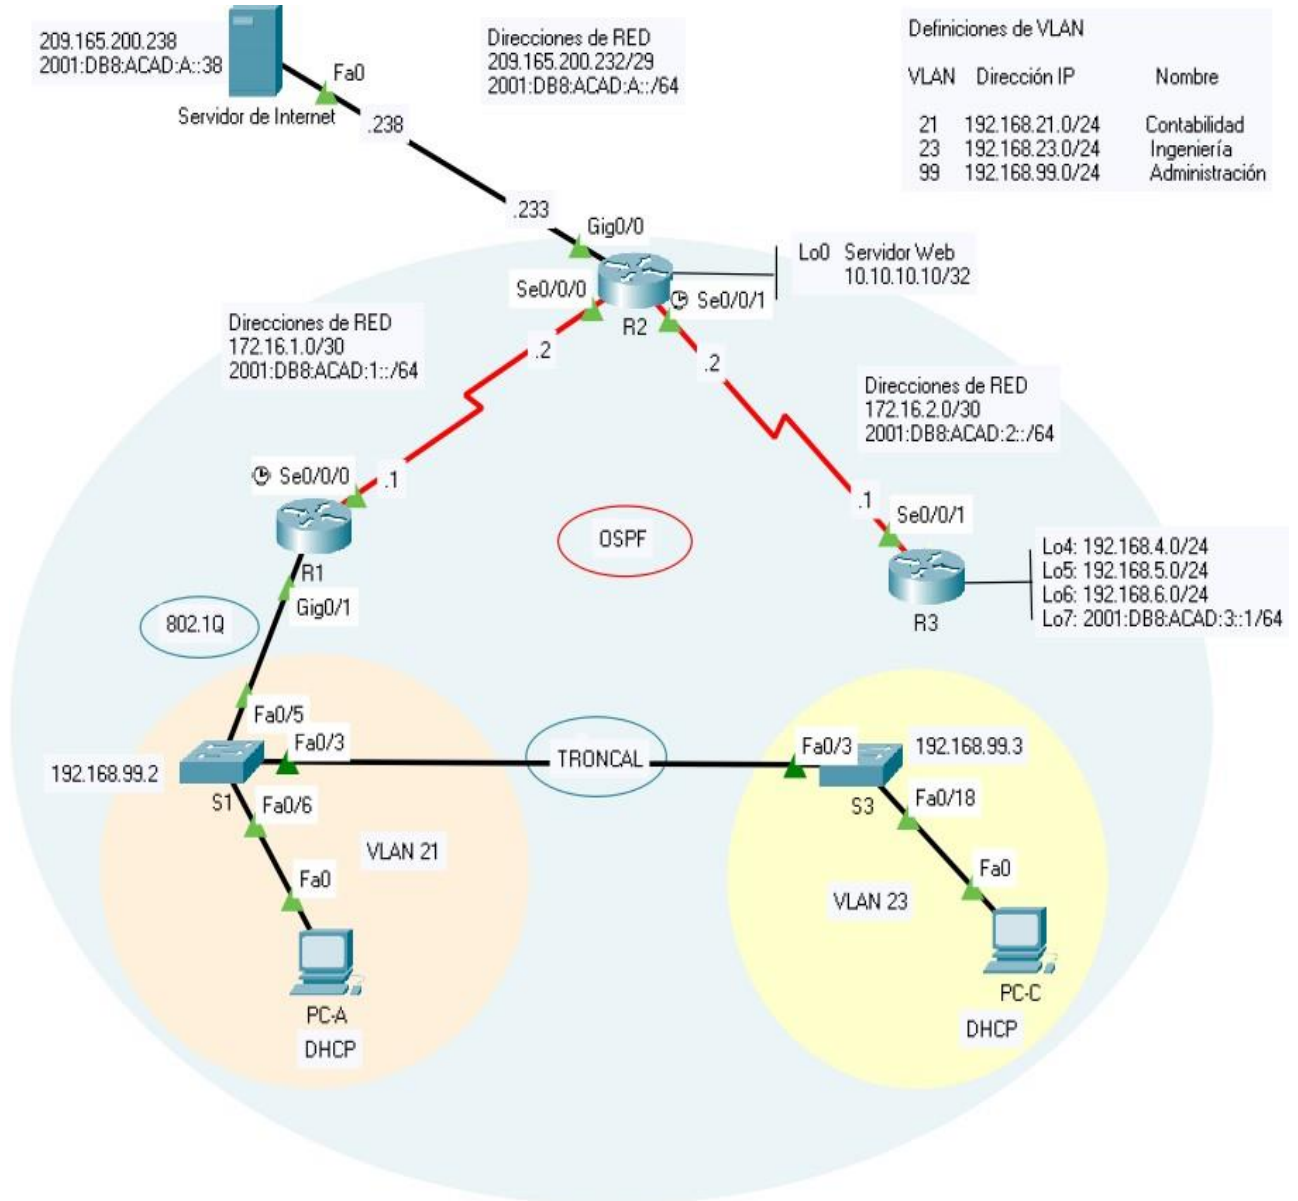 209.165.200.238
2001:DB8:ACAD:A::38
Fa0
Servidor de Internet
.238
Direcciones de RED
209.165.200.232/29
2001:DB8:ACAD:A::/64
Definiciones de VLAN
VLAN Dirección IP Nombre
21 192.168.21.0/24 Contabilidad
23 192.168.23.0/24 Ingeniería
99 192.168.99.0/24 Administración
.233
Gig0/0
Lo0 Servidor Web
10.10.10.10/32
Se0/0/0
Se0/0/1
R2
Direcciones de RED
172.16.1.0/30
2001:DB8:ACAD:1::/64
.2
.2
Direcciones de RED
172.16.2.0/30
2001:DB8:ACAD:2::/64
Se0/0/0
.1
.1
Se0/0/1
OSPF
R1
Gig0/1
802.1Q
R3
Lo4: 192.168.4.0/24
Lo5: 192.168.5.0/24
Lo6: 192.168.6.0/24
Lo7: 2001:DB8:ACAD:3::1/64
Fa0/5
Fa0/3
TRONCAL
Fa0/3
192.168.99.3
192.168.99.2
S1
S3
Fa0/6
Fa0/18
VLAN 21
Fa0
Fa0
VLAN 23
PC-A
DHCP
PC-C
DHCP